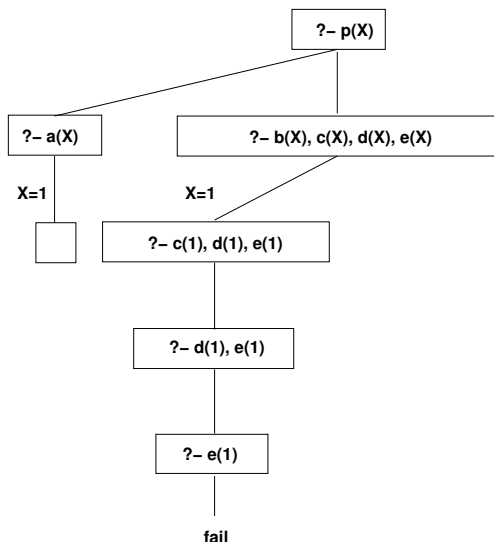 ?– p(X)
?– a(X)
?– b(X), c(X), d(X), e(X)
X=1
X=1
?– c(1), d(1), e(1)
?– d(1), e(1)
?– e(1)
fail